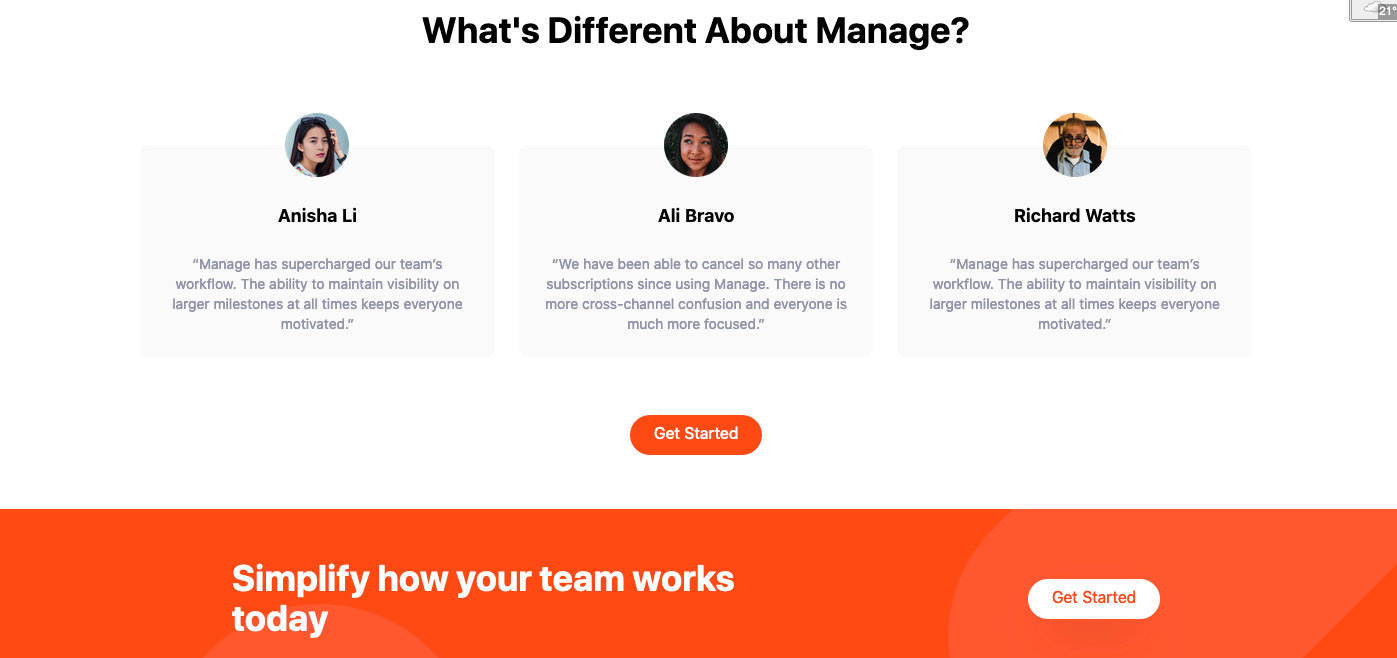 21°
What's Different About Manage?
Anisha Li
“Manage has supercharged our team’s
workflow. The ability to maintain visibility on
larger milestones at all times keeps everyone
motivated.”
Ali Bravo
“We have been able to cancel so many other
subscriptions since using Manage. There is no
more cross-channel confusion and everyone is
much more focused.”
Richard Watts
“Manage has supercharged our team’s
workflow. The ability to maintain visibility on
larger milestones at all times keeps everyone
motivated.”
Get Started
Simplify how your team works
today
Get Started